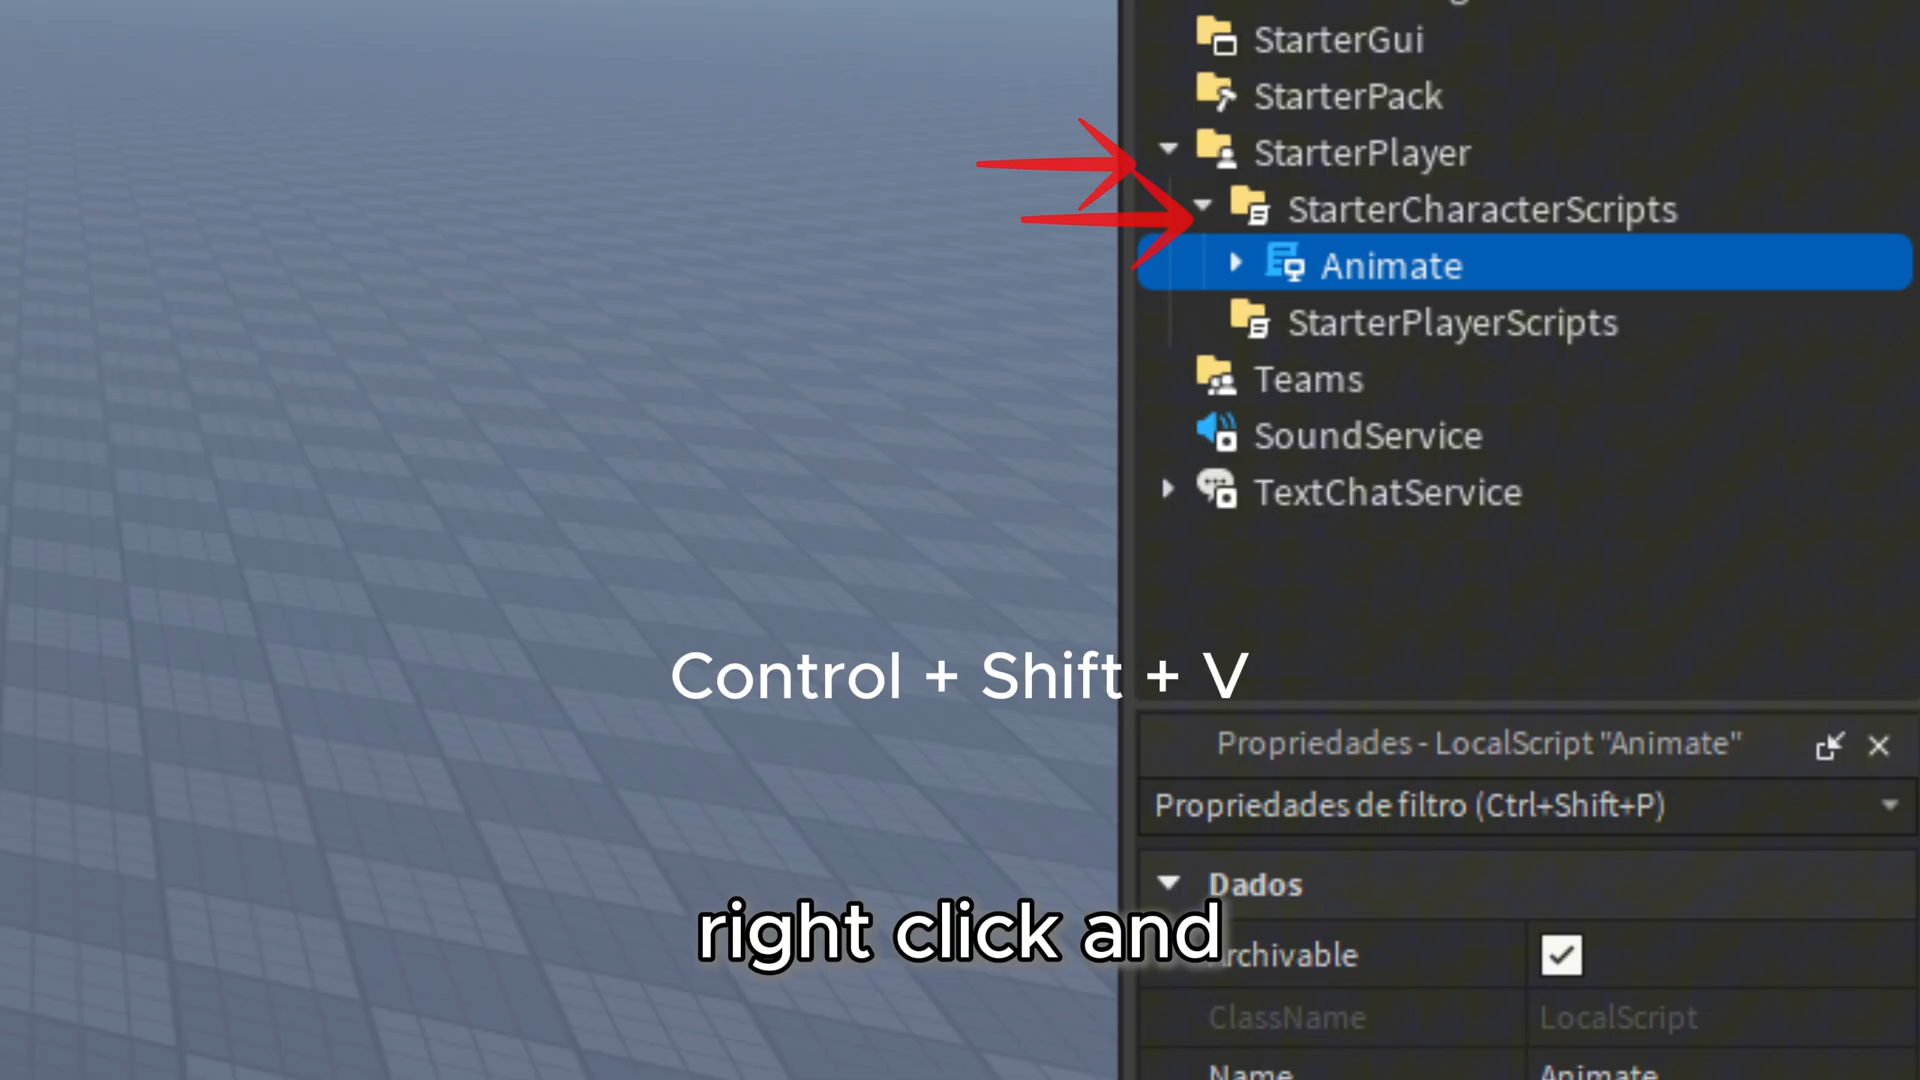 StarterGui
StarterPack
StarterPlayer
StarterCharacterScripts
Animate
StarterPlayerScripts
Teams
SoundService
TextChatService
Control + Shift + V
Propriedades - LocalScript "Animate"
Propriedades de filtro (Ctrl+Shift+P)
Dados
right click and
Archivable
ClassName LocalScript
Name Animate